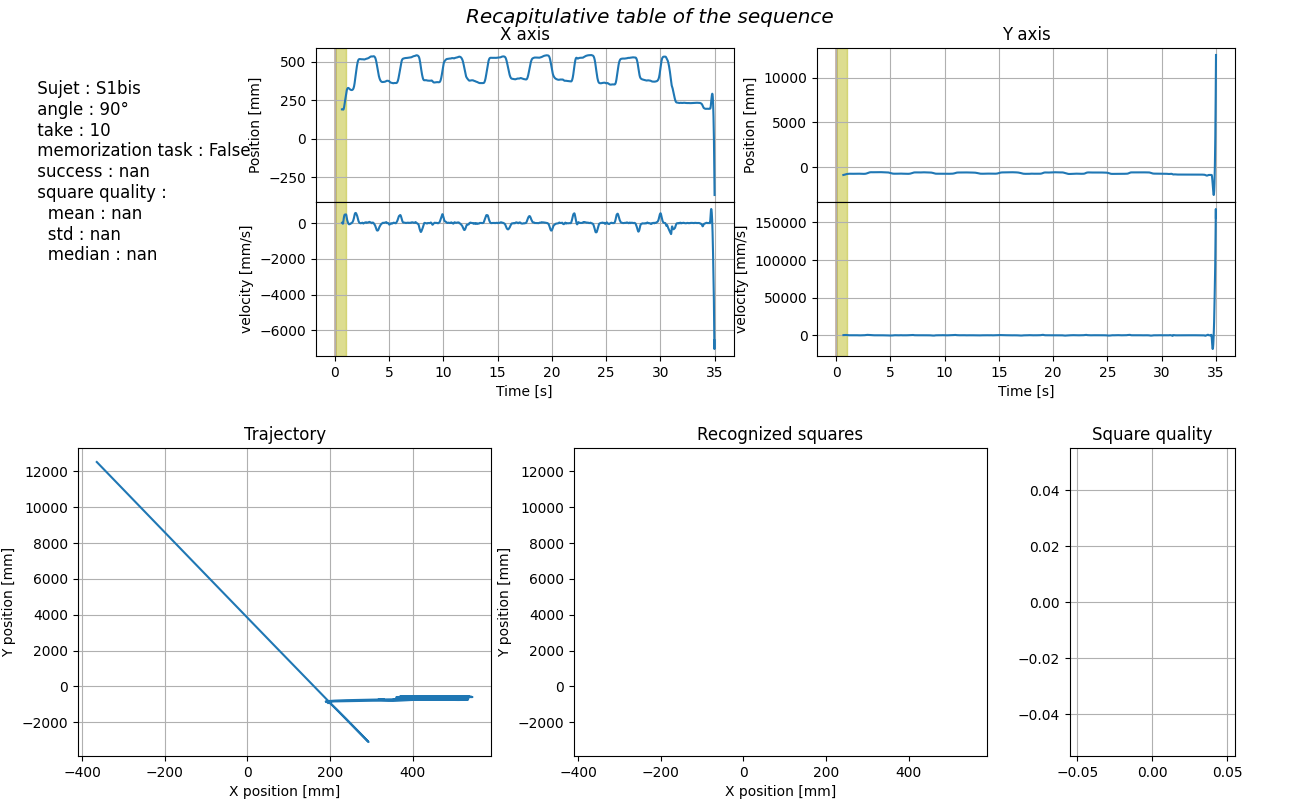 Recapitulative table of the sequence
Sujet : S1bis
angle : 90°
take : 10
memorization task : False
success : nan
square quality :
mean : nan
std : nan
median : nan
X axis
Position [mm]
500
250
0
−250
velocity [mm/s]
0
−2000
−4000
−6000
0 5 10 15 20 25 30 35
Time [s]
Y axis
Position [mm]
10000
5000
0
velocity [mm/s]
150000
100000
50000
0
0 5 10 15 20 25 30 35
Time [s]
Trajectory
Y position [mm]
12000
10000
8000
6000
4000
2000
0
−2000
−400 −200 0 200 400
X position [mm]
Recognized squares
Y position [mm]
12000
10000
8000
6000
4000
2000
0
−2000
−400 −200 0 200 400
X position [mm]
Square quality
0.04
0.02
0.00
−0.02
−0.04
−0.05 0.00 0.05